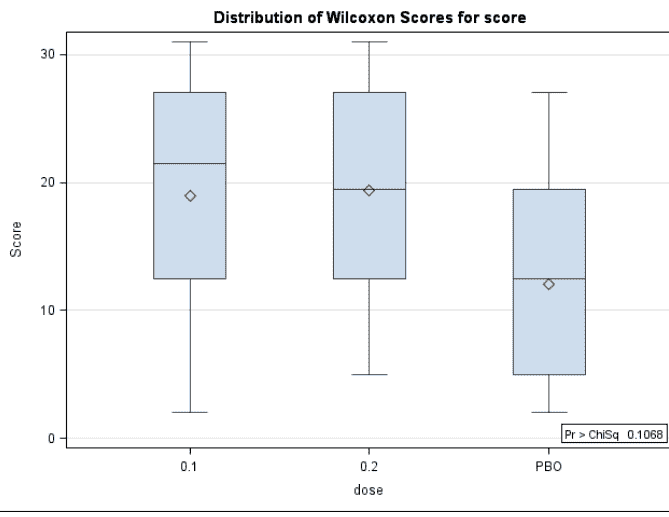 Distribution of Wilcoxon Scores for score
30
20
10
0
Score
Pr > ChiSq 0.1068
0.1 0.2 PBO
dose